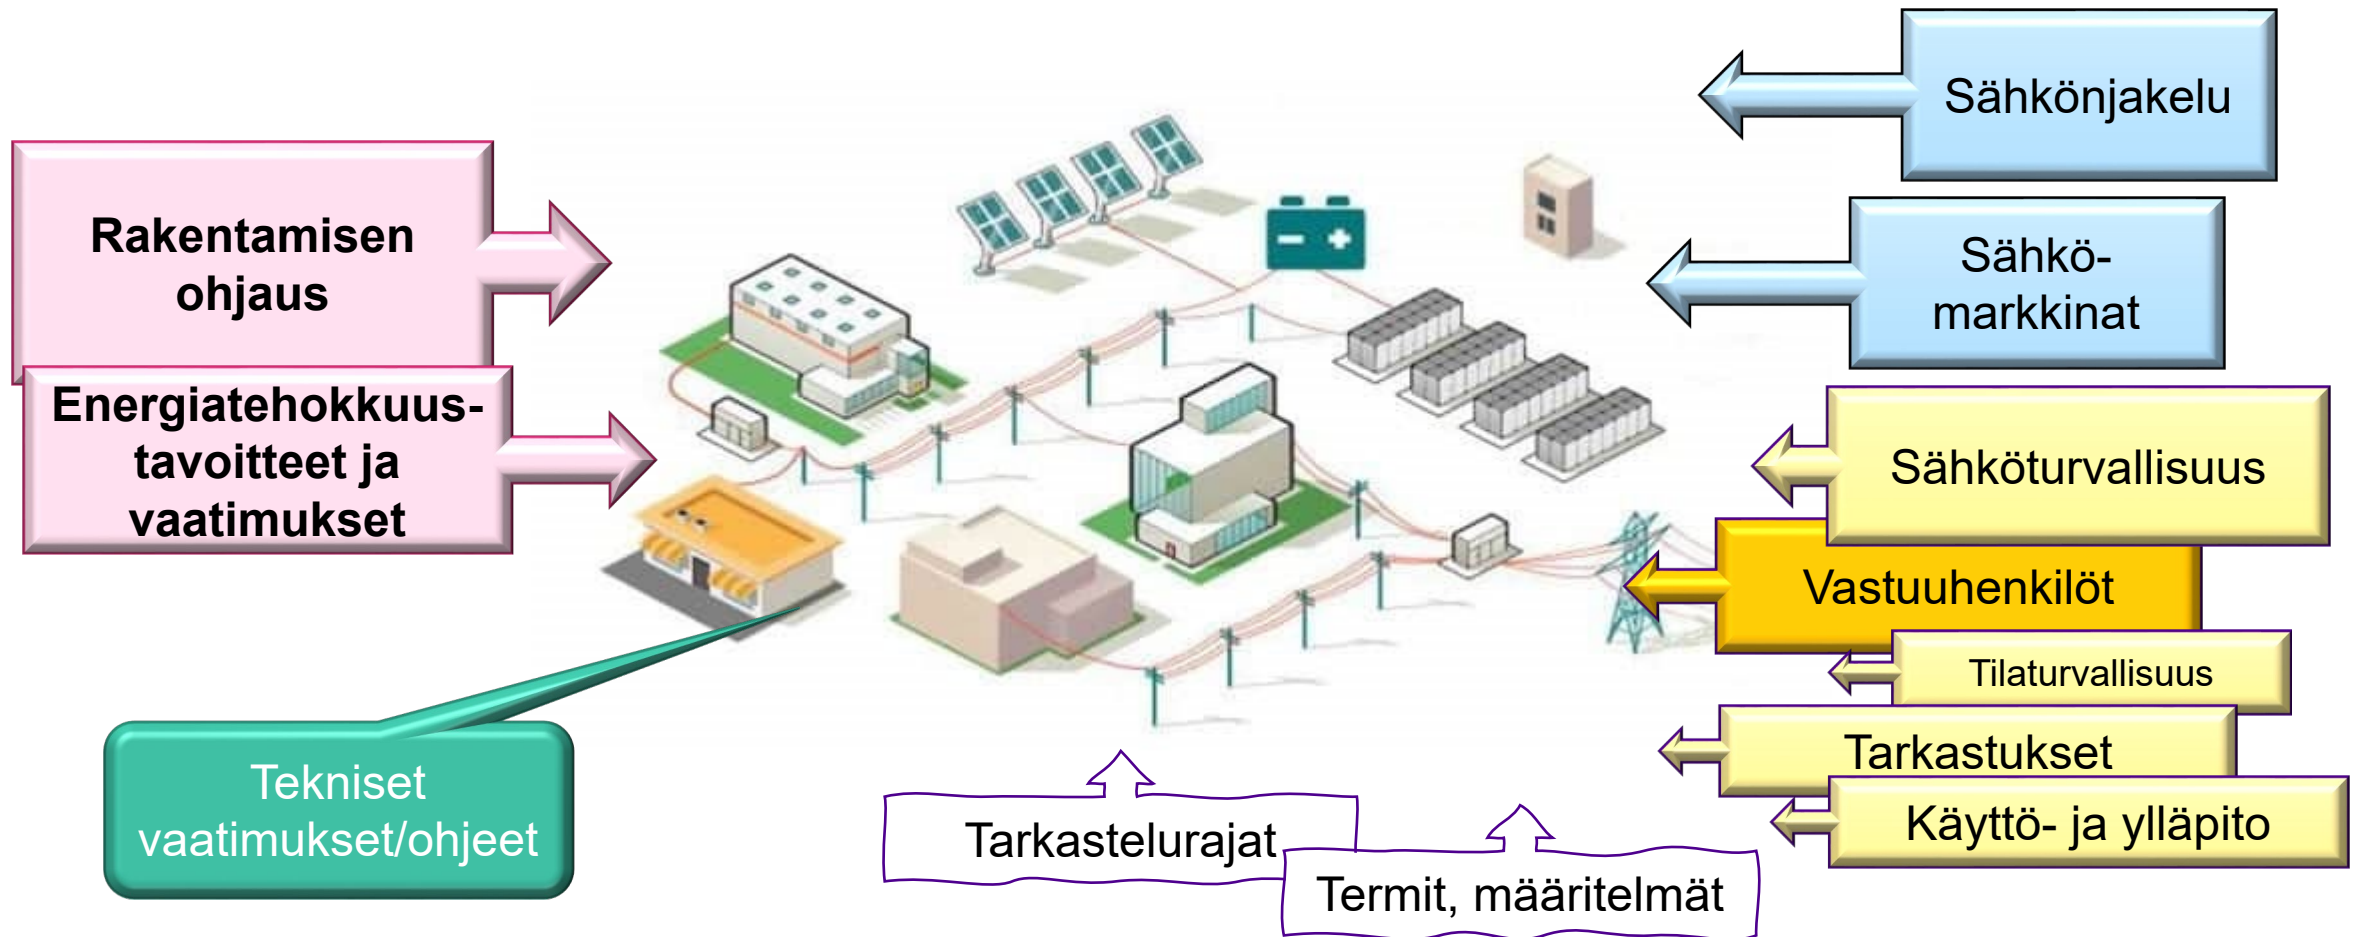 Sähkönjakelu
Rakentamisen
ohjaus
Sähkö-
markkinat
Energiatehokkuus-
tavoitteet ja
vaatimukset
Sähköturvallisuus
Vastuuhenkilöt
Tilaturvallisuus
Tarkastukset
Käyttö- ja ylläpito
Tekniset
vaatimukset/ohjeet
Tarkastelurajat
Termit, määritelmät